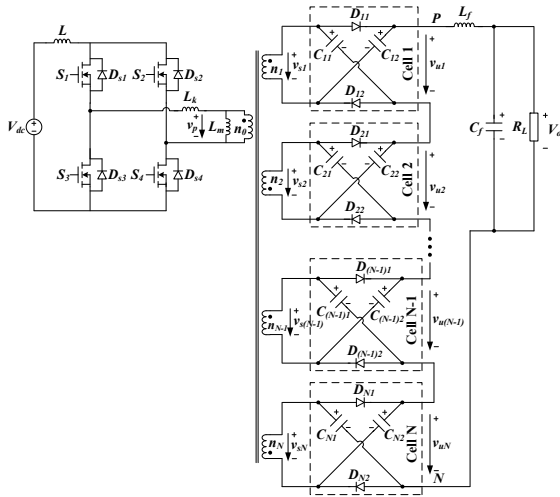 L
S1 Ds1 S2 Ds2
Vdc
+
−
Lk
+ vp −
Lm n0
S3 Ds3 S4 Ds4
n1 + vs1 −
D11
C11 + − C12 + −
D12
Cell 1
P
+ vu1 −
Lf
Cf + −
RL
+ Vo −
n2 + vs2 −
D21
C21 + − C22 + −
D22
Cell 2
+ vu2 −
nN-1 + vs(N-1) −
D(N-1)1
C(N-1)1 + − C(N-1)2 + −
D(N-1)2
Cell N-1
+ vu(N-1) −
nN + vsN −
DN1
CN1 + − CN2 + −
DN2
Cell N
+ vuN −
N